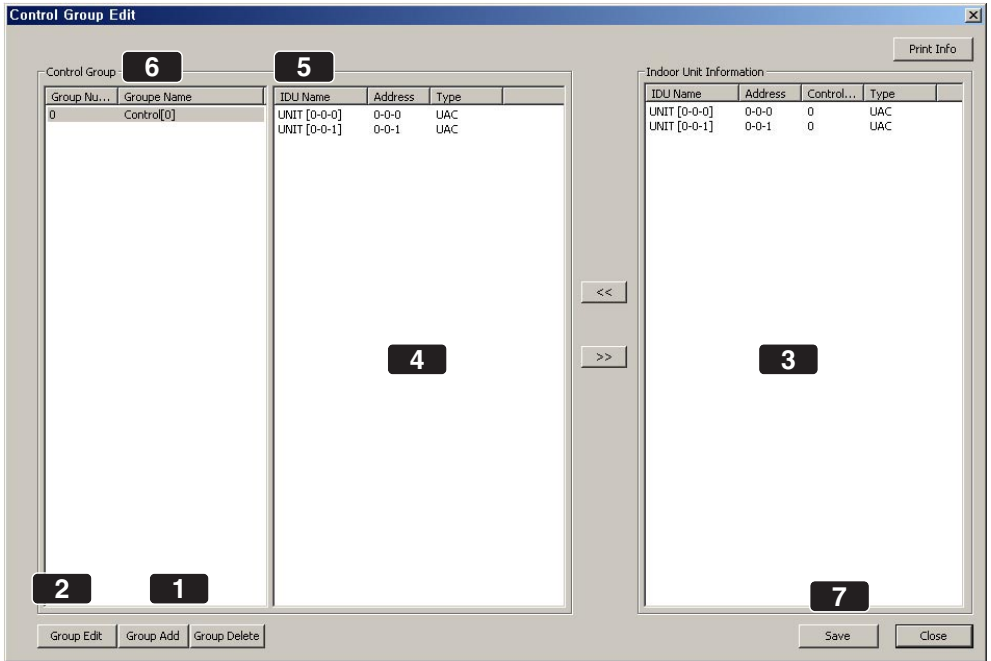 Control Group Edit
Print Info
Control Group
6
5
Indoor Unit Information
Group Nu... Groupe Name
0 Control[0]
IDU Name Address Type
UNIT [0-0-0] 0-0-0 UAC
UNIT [0-0-1] 0-0-1 UAC
IDU Name Address Control... Type
UNIT [0-0-0] 0-0-0 0 UAC
UNIT [0-0-1] 0-0-1 0 UAC
<<
>>
4
3
2
1
7
Group Edit Group Add Group Delete
Save Close